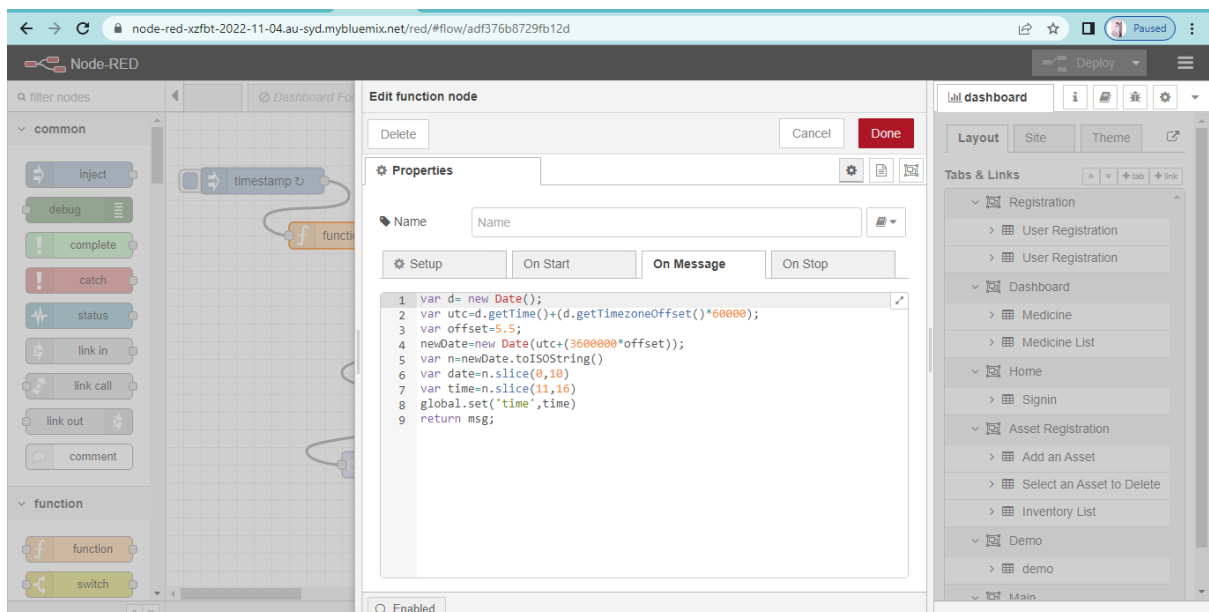 node-red-xzfbt-2022-11-04.au-syd.mybluemix.net/red/#flow/adf376b8729fb12d
Paused
Node-RED
Deploy
filter nodes
Dashboard For
Edit function node
dashboard
i
common
Delete
Cancel
Done
Layout
Site
Theme
inject
timestamp ↻
Properties
Tabs & Links
+ tab
+ link
debug
Name
Name
Registration
complete
functi
User Registration
catch
Setup
On Start
On Message
On Stop
User Registration
status
Dashboard
link in
Medicine
link call
Medicine List
link out
Home
comment
Signin
function
Asset Registration
function
Add an Asset
switch
Select an Asset to Delete
Inventory List
Demo
demo
Main
1 var d= new Date();
2 var utc=d.getTime()+(d.getTimezoneOffset()*60000);
3 var offset=5.5;
4 newDate=new Date(utc+(3600000*offset));
5 var n=newDate.toISOString()
6 var date=n.slice(0,10)
7 var time=n.slice(11,16)
8 global.set('time',time)
9 return msg;
Enabled